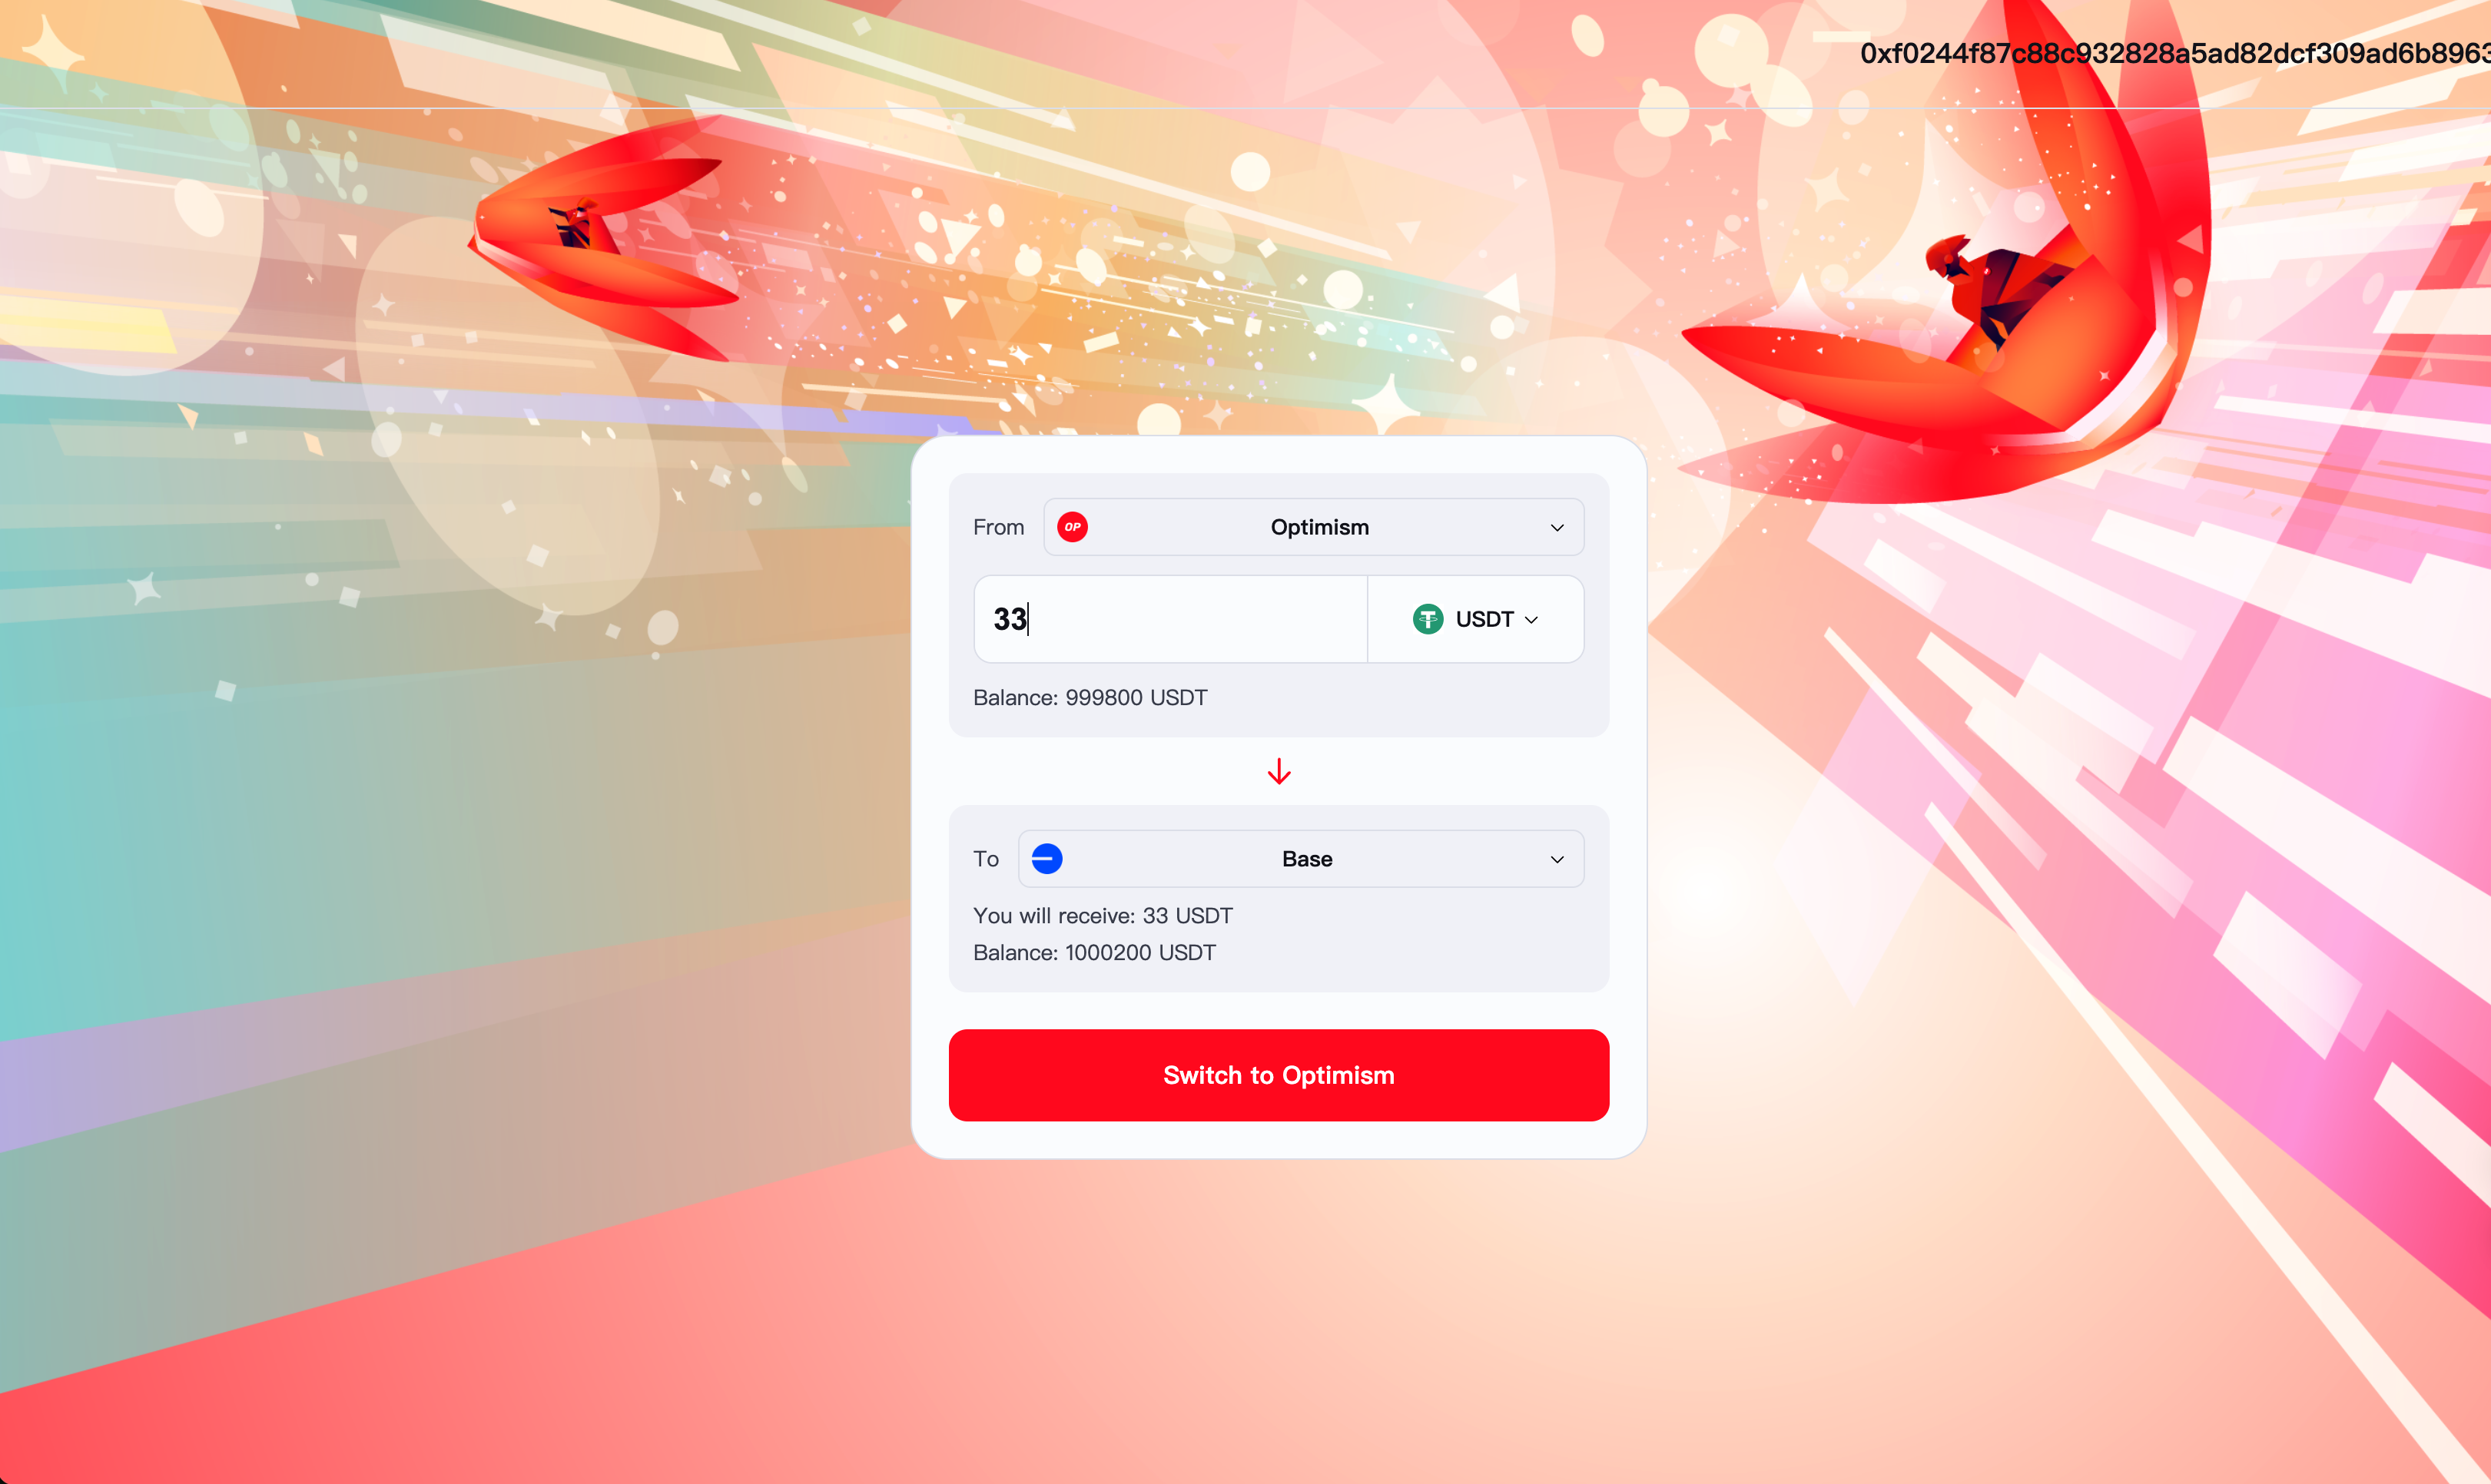 0xf0244f87c88c932828a5ad82dcf309ad6b8963
From OP Optimism
33 USDT
Balance: 999800 USDT
To Base
You will receive: 33 USDT
Balance: 1000200 USDT
Switch to Optimism